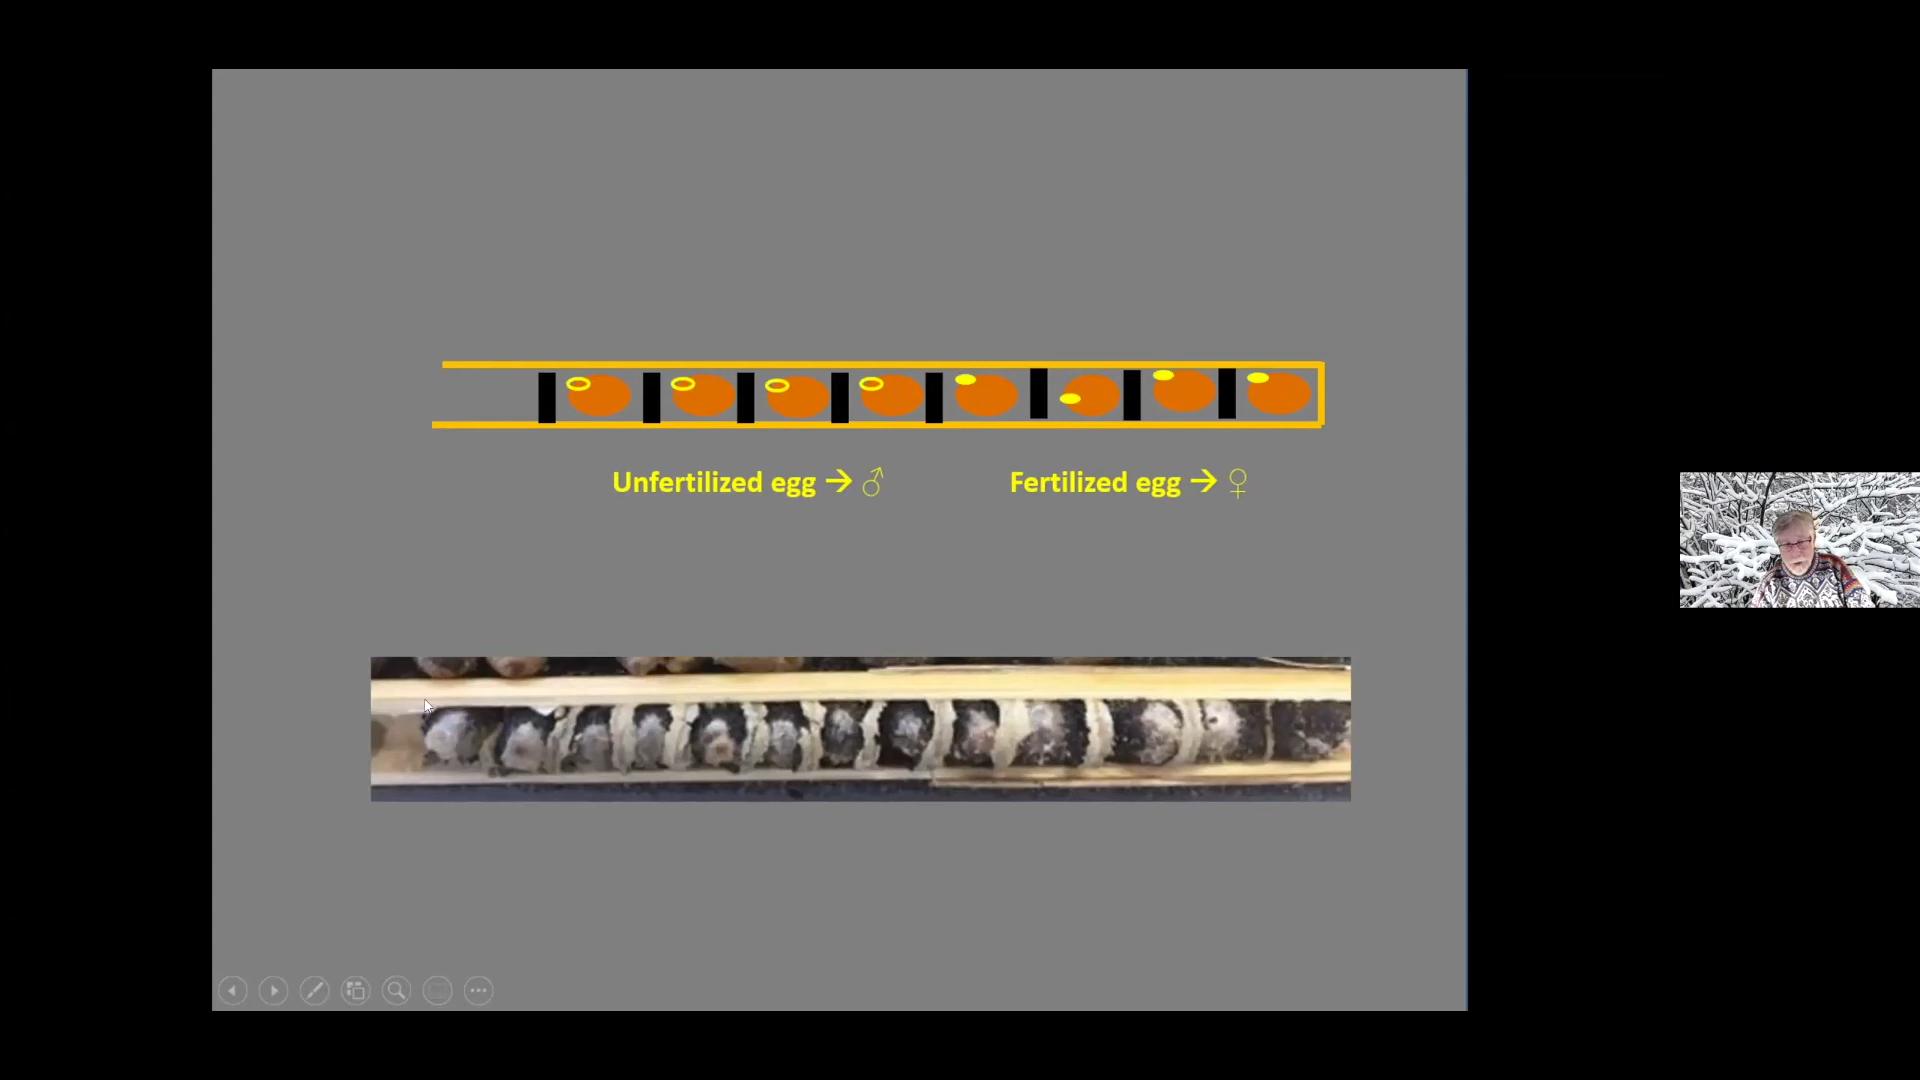 Unfertilized egg → ♂
Fertilized egg → ♀